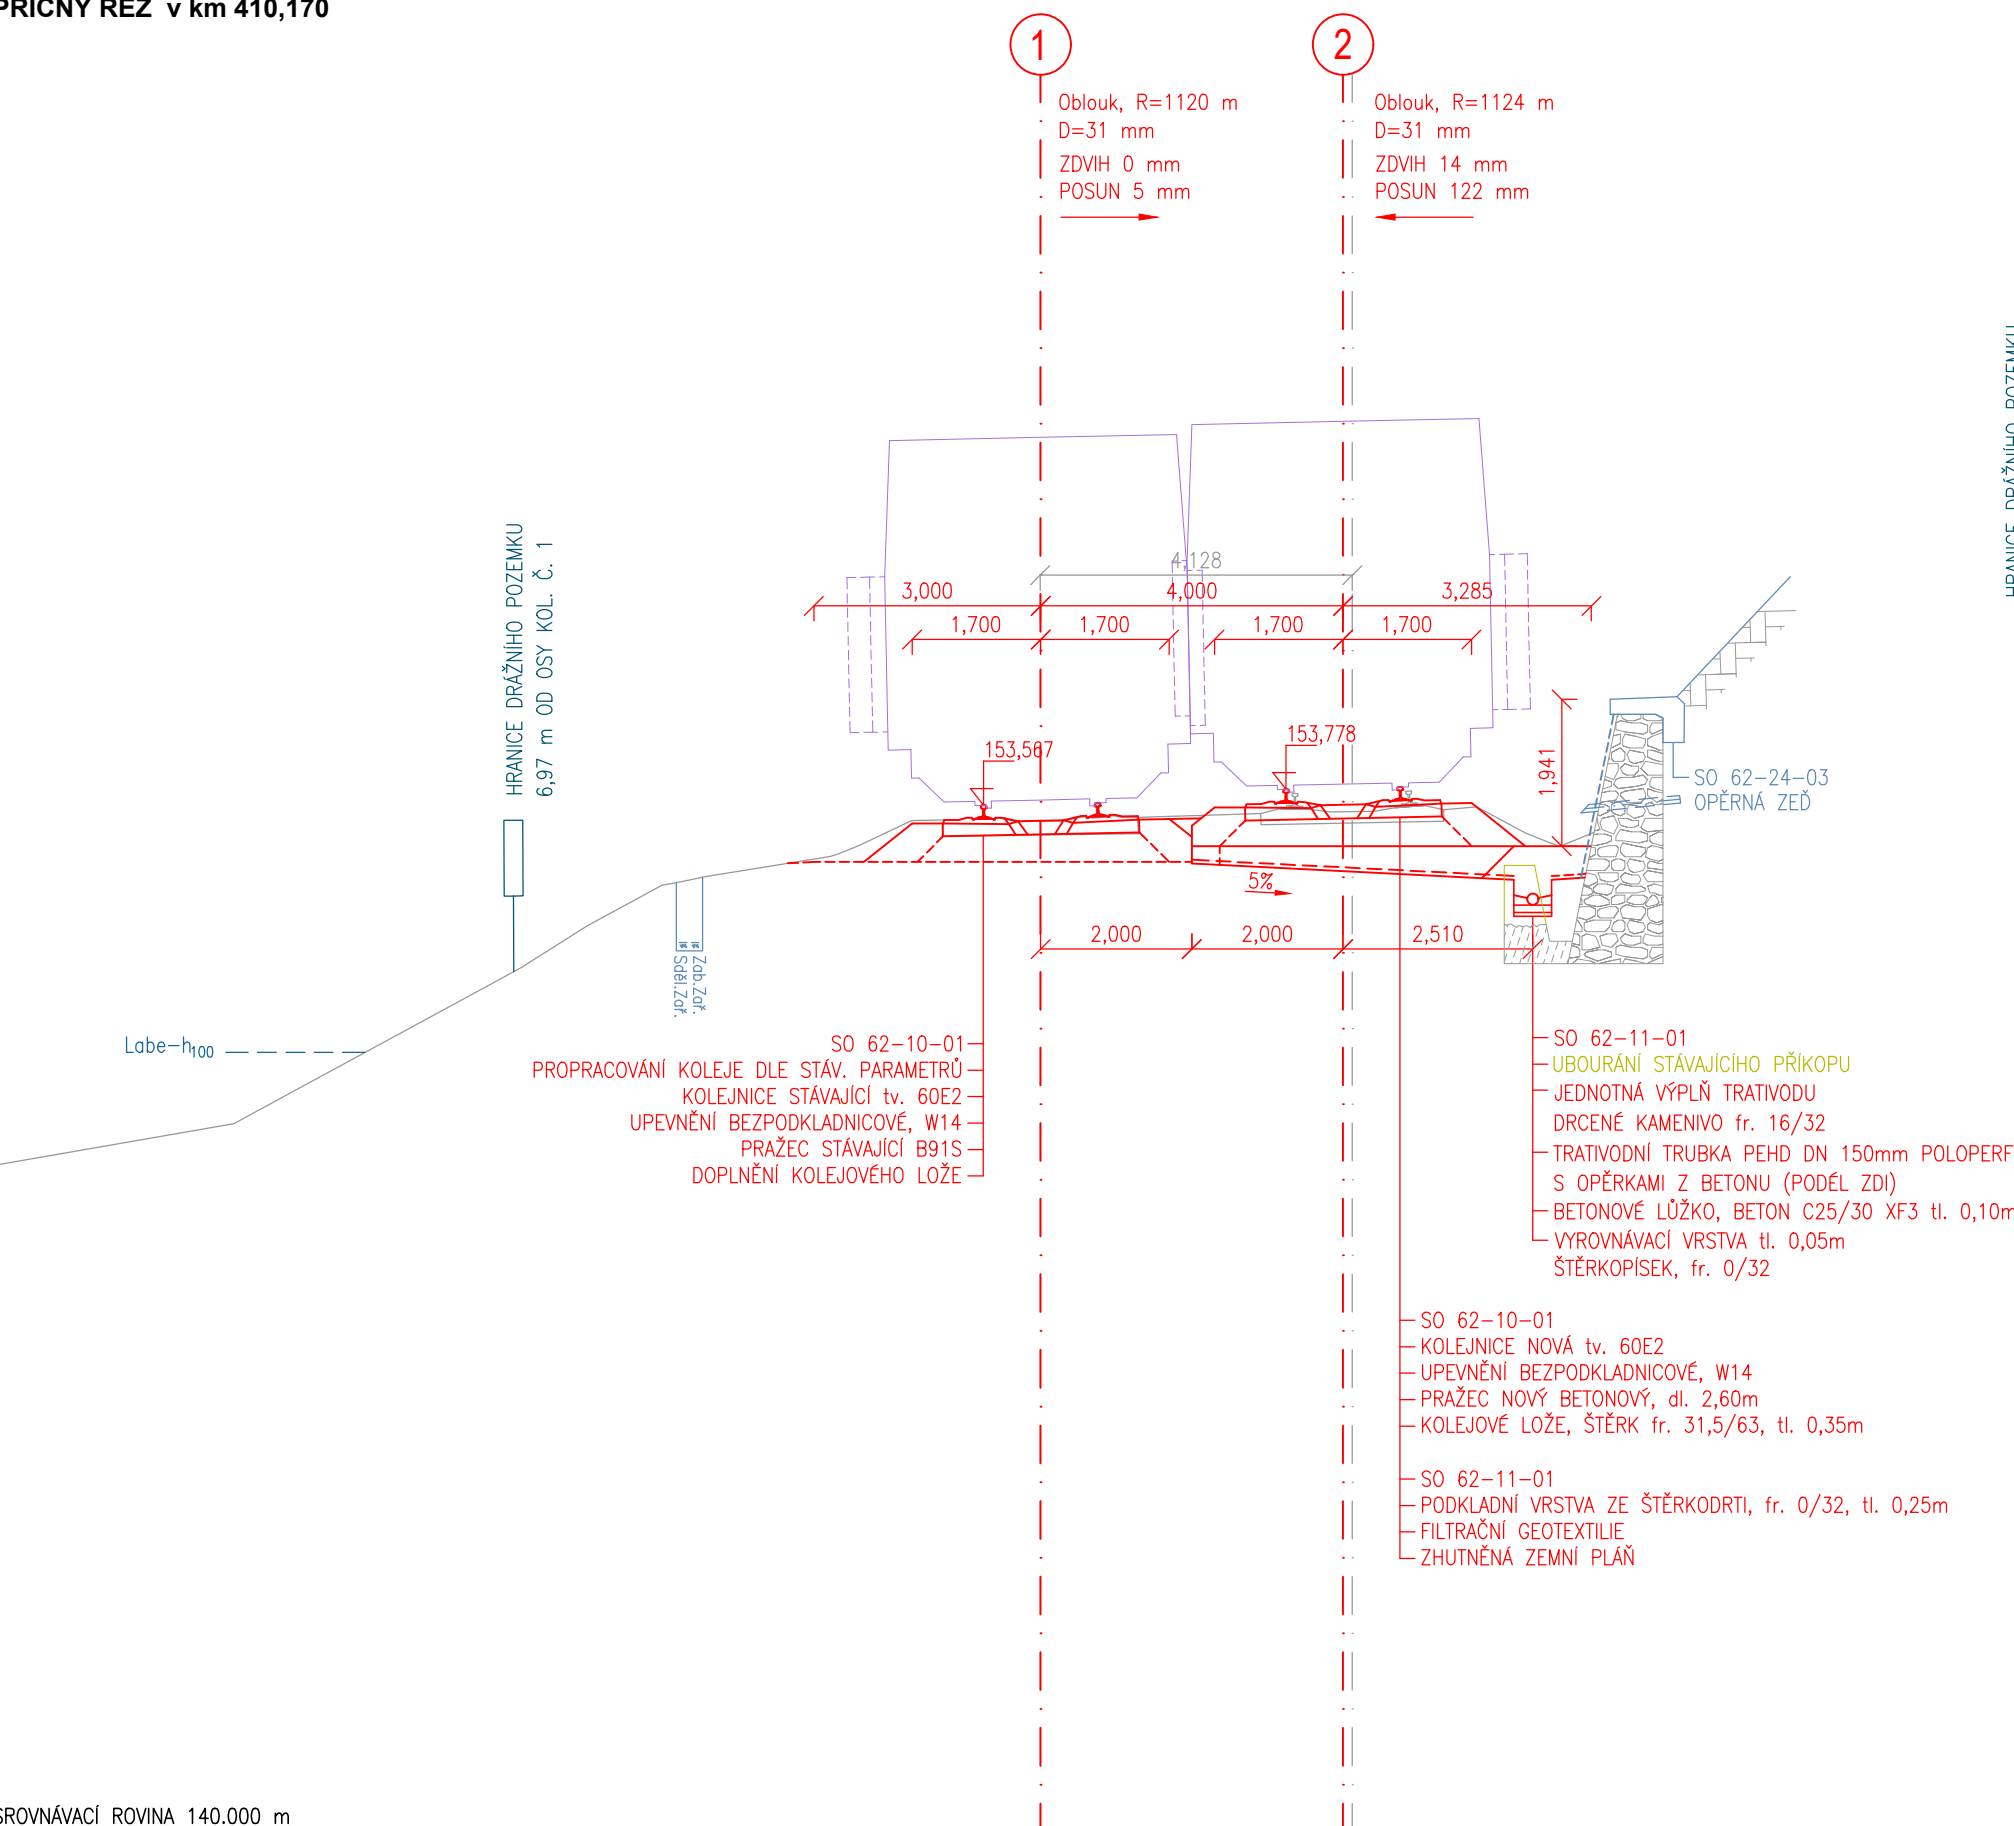 PŘÍČNÝ ŘEZ v km 410,170
1
2
Oblouk, R=1120 m
D=31 mm
ZDVIH 0 mm
POSUN 5 mm
Oblouk, R=1124 m
D=31 mm
ZDVIH 14 mm
POSUN 122 mm
HRANICE DRÁŽNÍHO POZEMKU
HRANICE DRÁŽNÍHO POZEMKU
6,97 m OD OSY KOL. Č. 1
4,128
3,000
4,000
3,285
1,700
1,700
1,700
1,700
153,567
153,778
1,941
SO 62-24-03
OPĚRNÁ ZEĎ
5%
2,000
2,000
2,510
Zab.Zař.
Sděl.Zař.
Labe-h100
SO 62-10-01
PROPRACOVÁNÍ KOLEJE DLE STÁV. PARAMETRŮ
KOLEJNICE STÁVAJÍCÍ tv. 60E2
UPEVNĚNÍ BEZPODKLADNICOVÉ, W14
PRAŽEC STÁVAJÍCÍ B91S
DOPLNĚNÍ KOLEJOVÉHO LOŽE
SO 62-11-01
UBOURÁNÍ STÁVAJÍCÍHO PŘÍKOPU
JEDNOTNÁ VÝPLŇ TRATIVODU
DRCENÉ KAMENIVO fr. 16/32
TRATIVODNÍ TRUBKA PEHD DN 150mm POLOPERF
S OPĚRKAMI Z BETONU (PODÉL ZDI)
BETONOVÉ LŮŽKO, BETON C25/30 XF3 tl. 0,10m
VYROVNÁVACÍ VRSTVA tl. 0,05m
ŠTĚRKOPÍSEK, fr. 0/32
SO 62-10-01
KOLEJNICE NOVÁ tv. 60E2
UPEVNĚNÍ BEZPODKLADNICOVÉ, W14
PRAŽEC NOVÝ BETONOVÝ, dl. 2,60m
KOLEJOVÉ LOŽE, ŠTĚRK fr. 31,5/63, tl. 0,35m
SO 62-11-01
PODKLADNÍ VRSTVA ZE ŠTĚRKODRTI, fr. 0/32, tl. 0,25m
FILTRAČNÍ GEOTEXTILIE
ZHUTNĚNÁ ZEMNÍ PLÁŇ
SROVNÁVACÍ ROVINA 140.000 m